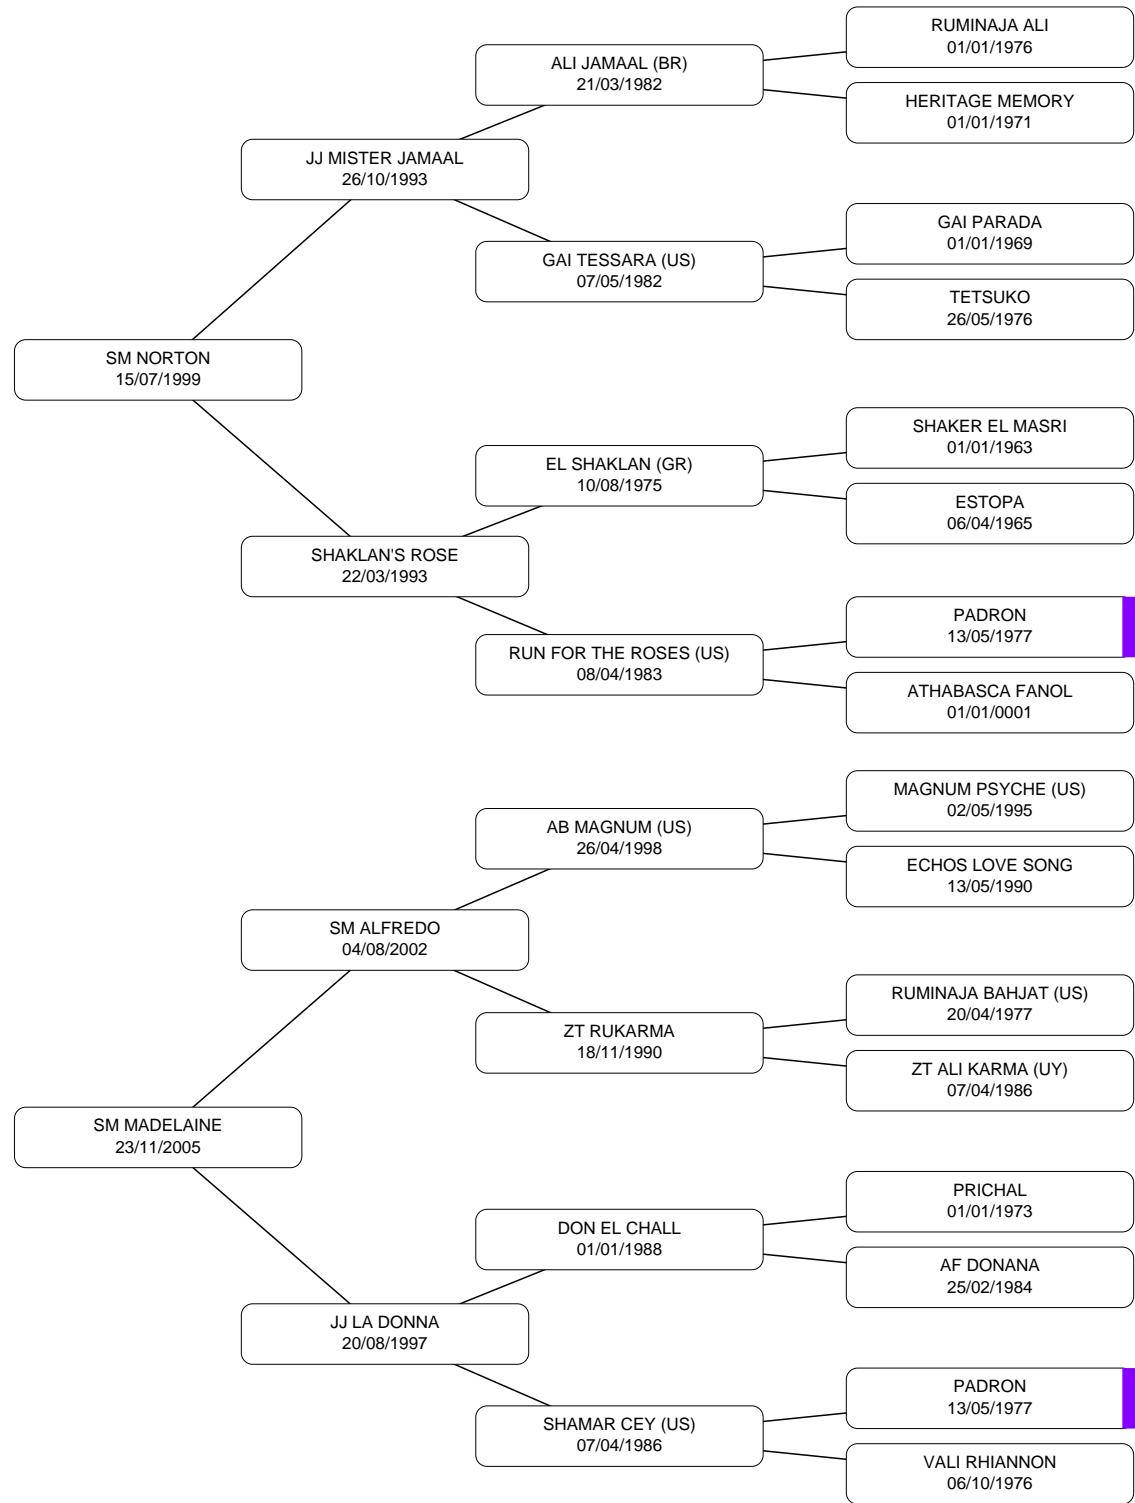 RUMINAJA ALI
01/01/1976
ALI JAMAAL (BR)
21/03/1982
HERITAGE MEMORY
01/01/1971
JJ MISTER JAMAAL
26/10/1993
GAI PARADA
01/01/1969
GAI TESSARA (US)
07/05/1982
TETSUKO
26/05/1976
SM NORTON
15/07/1999
SHAKER EL MASRI
01/01/1963
EL SHAKLAN (GR)
10/08/1975
ESTOPA
06/04/1965
SHAKLAN'S ROSE
22/03/1993
PADRON
13/05/1977
RUN FOR THE ROSES (US)
08/04/1983
ATHABASCA FANOL
01/01/0001
MAGNUM PSYCHE (US)
02/05/1995
AB MAGNUM (US)
26/04/1998
ECHOS LOVE SONG
13/05/1990
SM ALFREDO
04/08/2002
RUMINAJA BAHJAT (US)
20/04/1977
ZT RUKARMA
18/11/1990
ZT ALI KARMA (UY)
07/04/1986
SM MADELAINE
23/11/2005
PRICHAL
01/01/1973
DON EL CHALL
01/01/1988
AF DONANA
25/02/1984
JJ LA DONNA
20/08/1997
PADRON
13/05/1977
SHAMAR CEY (US)
07/04/1986
VALI RHIANNON
06/10/1976